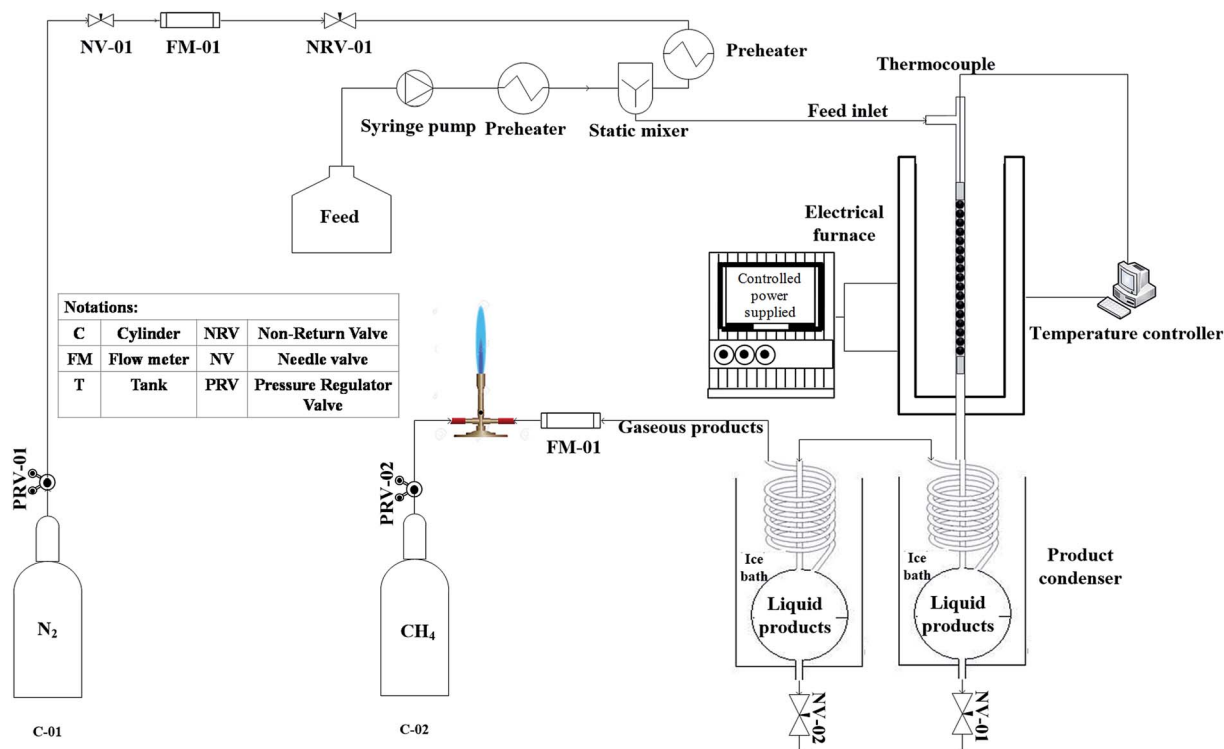 NV-01
FM-01
NRV-01
Preheater
Thermocouple
Syringe pump
Preheater
Static mixer
Feed inlet
Feed
Electrical
furnace
Controlled
power
supplied
Temperature controller
Notations:
C Cylinder NRV Non-Return Valve
FM Flow meter NV Needle valve
T Tank PRV Pressure Regulator
Valve
PRV-01
PRV-02
FM-01
Gaseous products
Ice
bath
Ice
bath
Product
condenser
Liquid
products
Liquid
products
N₂
CH₄
NV-02
NV-01
C-01
C-02